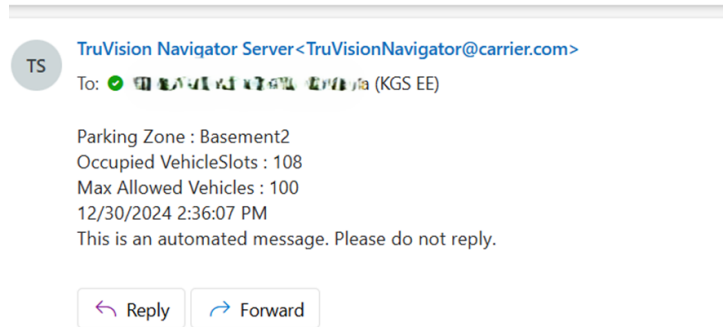 TS
TruVision Navigator Server<TruVisionNavigator@carrier.com>
To: (KGS EE)
Parking Zone : Basement2
Occupied VehicleSlots : 108
Max Allowed Vehicles : 100
12/30/2024 2:36:07 PM
This is an automated message. Please do not reply.
Reply Forward